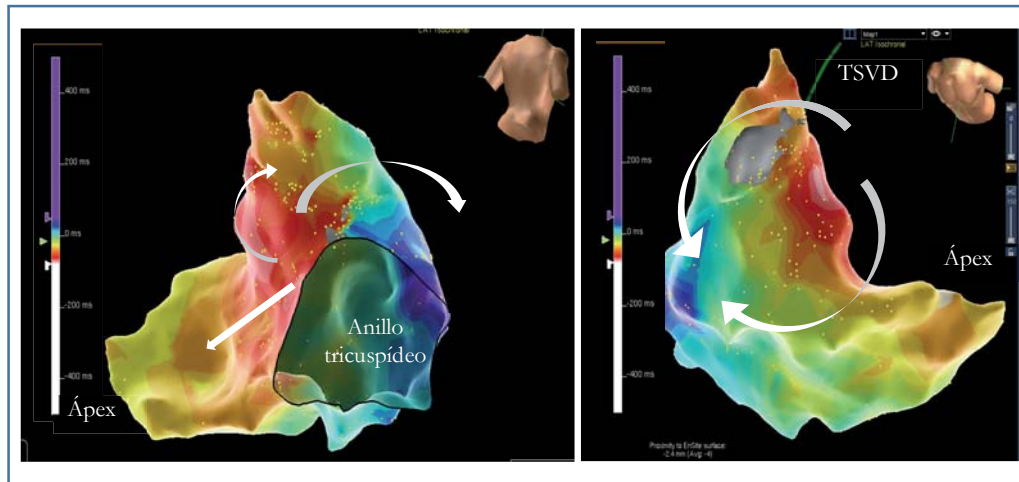 LAT Isochronal
400 ms
200 ms
0 ms
-200 ms
-400 ms
Ápex
Anillo
tricuspídeo
Map1
LAT Isochronal
TSVD
400 ms
200 ms
0 ms
-200 ms
-400 ms
Ápex
Proximity to EnSite surface:
-2.4 mm (Avg: -4)